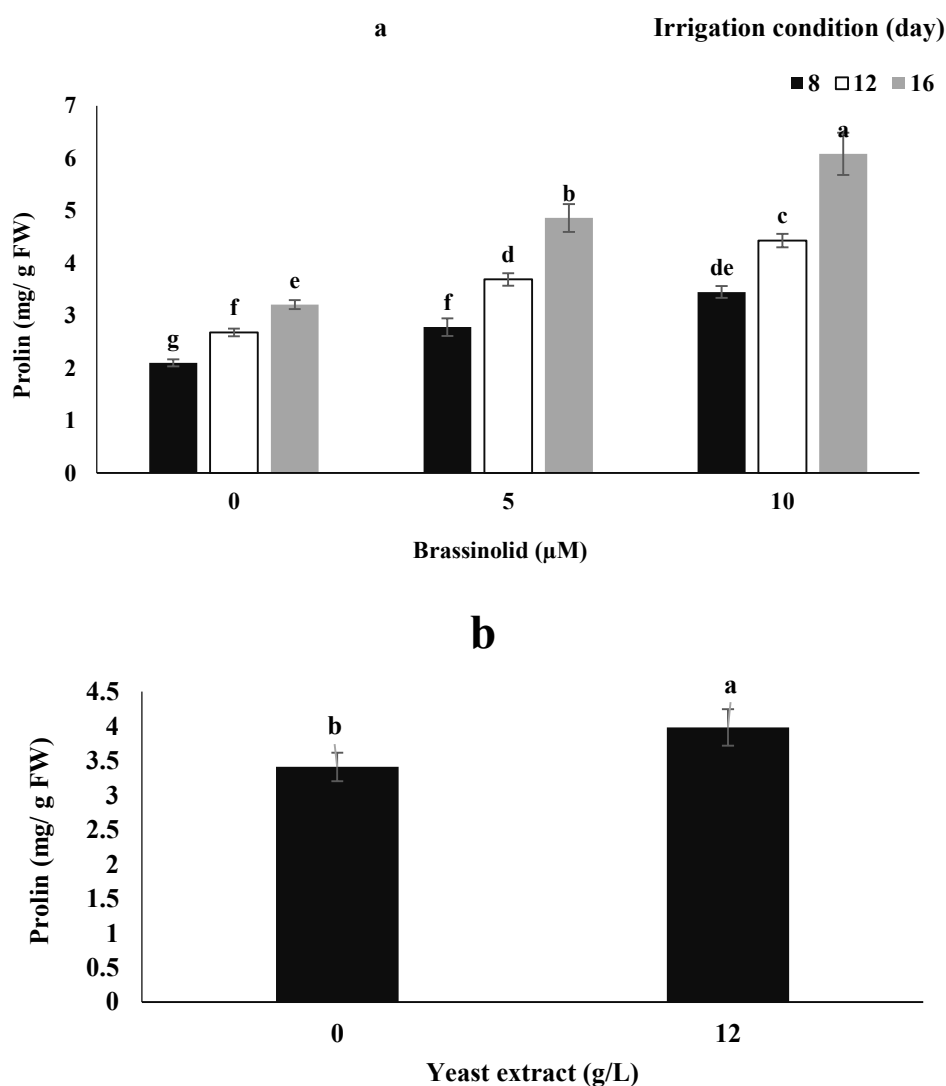 a
Irrigation condition (day)
8 12 16
7
6
5
4
3
2
1
0
Prolin (mg/ g FW)
g
f
e
f
d
b
de
c
a
0 5 10
Brassinolid (µM)
b
4.5
4
3.5
3
2.5
2
1.5
1
0.5
0
Prolin (mg/ g FW)
b
a
0 12
Yeast extract (g/L)